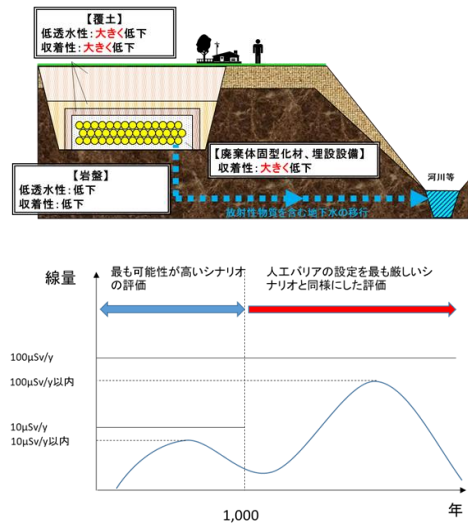 【覆土】
低透水性:大きく低下
収着性:大きく低下
【廃棄体固型化材、埋設設備】
収着性:大きく低下
【岩盤】
低透水性:低下
収着性:低下
河川等
放射性物質を含む地下水の移行
線量
最も可能性が高いシナリオ
の評価
人工バリアの設定を最も厳しいシ
ナリオと同様にした評価
100μSv/y
100μSv/y以内
10μSv/y
10μSv/y以内
1,000
年